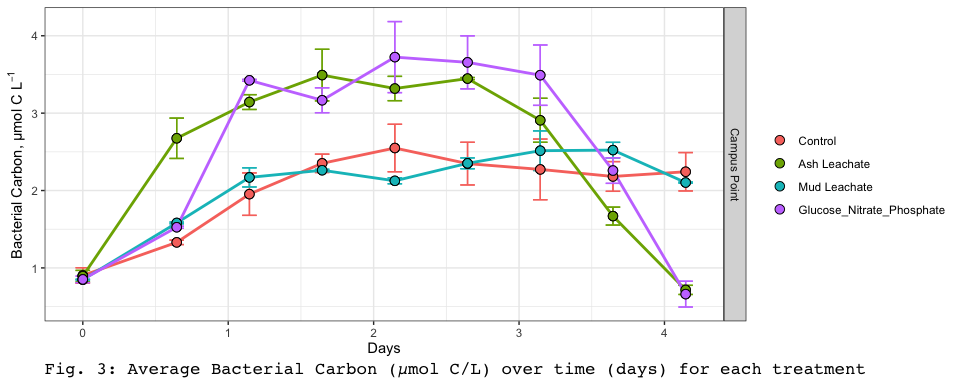 4
3
2
1
Bacterial Carbon, µmol C L⁻¹
0
1
2
3
4
Days
Campus Point
Control
Ash Leachate
Mud Leachate
Glucose_Nitrate_Phosphate
Fig. 3: Average Bacterial Carbon (µmol C/L) over time (days) for each treatment